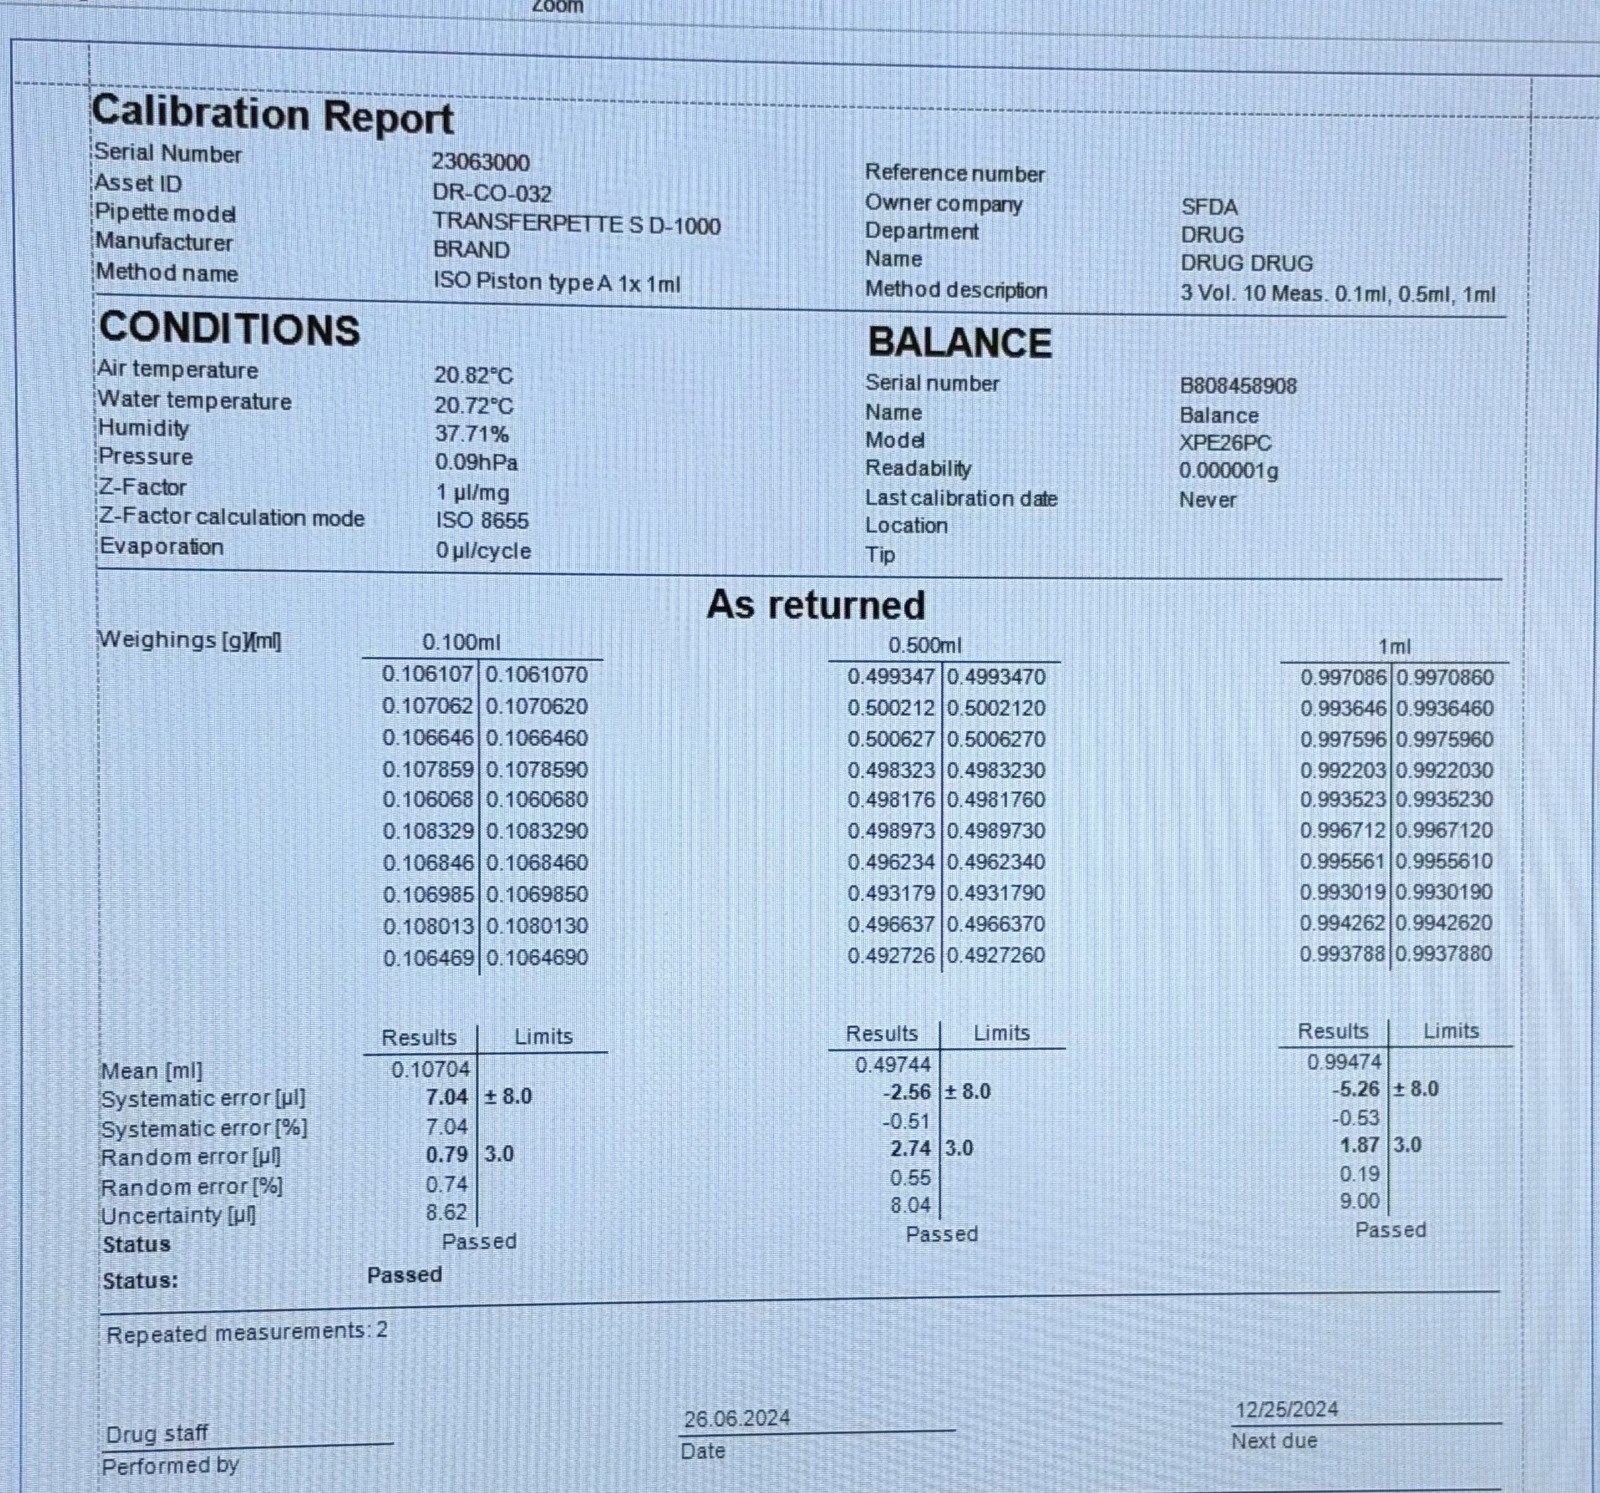 Zoom
Calibration Report
Serial Number 23063000
Asset ID DR-CO-032
Pipette model TRANSFERPETTE S D-1000
Manufacturer BRAND
Method name ISO Piston type A 1x 1ml
Reference number
Owner company SFDA
Department DRUG
Name DRUG DRUG
Method description 3 Vol. 10 Meas. 0.1ml, 0.5ml, 1ml
CONDITIONS
Air temperature 20.82°C
Water temperature 20.72°C
Humidity 37.71%
Pressure 0.09hPa
Z-Factor 1 µl/mg
Z-Factor calculation mode ISO 8655
Evaporation 0 µl/cycle
BALANCE
Serial number B808458908
Name Balance
Model XPE26PC
Readability 0.000001g
Last calibration date Never
Location
Tip
As returned
Weighings [g]/[ml] 0.100ml 0.500ml 1ml
0.106107 0.1061070 0.499347 0.4993470 0.997086 0.9970860
0.107062 0.1070620 0.500212 0.5002120 0.993646 0.9936460
0.106646 0.1066460 0.500627 0.5006270 0.997596 0.9975960
0.107859 0.1078590 0.498323 0.4983230 0.992203 0.9922030
0.106068 0.1060680 0.498176 0.4981760 0.993523 0.9935230
0.108329 0.1083290 0.498973 0.4989730 0.996712 0.9967120
0.106846 0.1068460 0.496234 0.4962340 0.995561 0.9955610
0.106985 0.1069850 0.493179 0.4931790 0.993019 0.9930190
0.108013 0.1080130 0.496637 0.4966370 0.994262 0.9942620
0.106469 0.1064690 0.492726 0.4927260 0.993788 0.9937880
Results Limits Results Limits Results Limits
Mean [ml] 0.10704 0.49744 0.99474
Systematic error [µl] 7.04 ± 8.0 -2.56 ± 8.0 -5.26 ± 8.0
Systematic error [%] 7.04 -0.51 -0.53
Random error [µl] 0.79 3.0 2.74 3.0 1.87 3.0
Random error [%] 0.74 0.55 0.19
Uncertainty [µl] 8.62 8.04 9.00
Status Passed Passed Passed
Status: Passed
Repeated measurements: 2
Drug staff 26.06.2024 12/25/2024
Performed by Date Next due